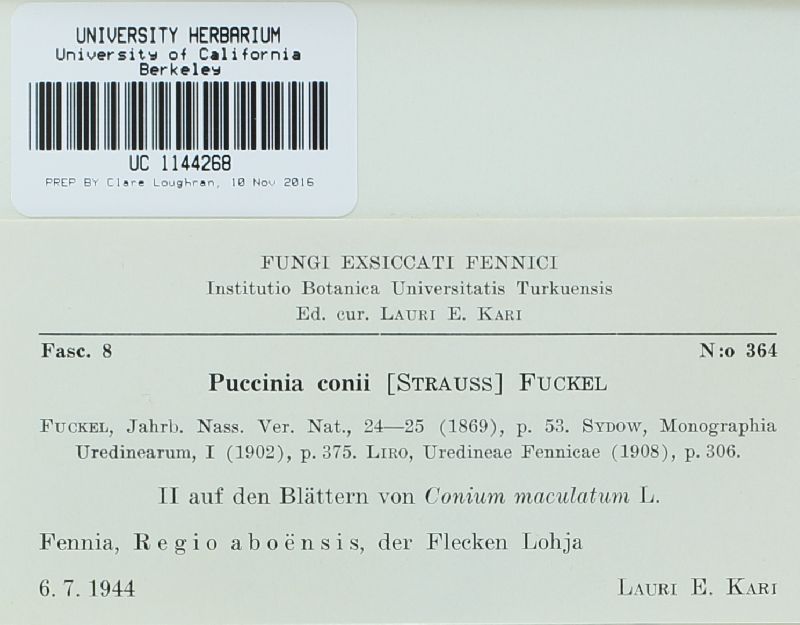 UNIVERSITY HERBARIUM
University of California
Berkeley
UC 1144268
PREP BY Clare Loughran, 10 Nov 2016
FUNGI EXSICCATI FENNICI
Institutio Botanica Universitatis Turkuensis
Ed. cur. LAURI E. KARI
Fasc. 8 N:o 364
Puccinia conii [STRAUSS] FUCKEL
FUCKEL, Jahrb. Nass. Ver. Nat., 24—25 (1869), p. 53. SYDOW, Monographia
Uredinearum, I (1902), p. 375. LIRO, Uredineae Fennicae (1908), p. 306.
II auf den Blättern von Conium maculatum L.
Fennia, Regio aboënsis, der Flecken Lohja
6. 7. 1944 LAURI E. KARI